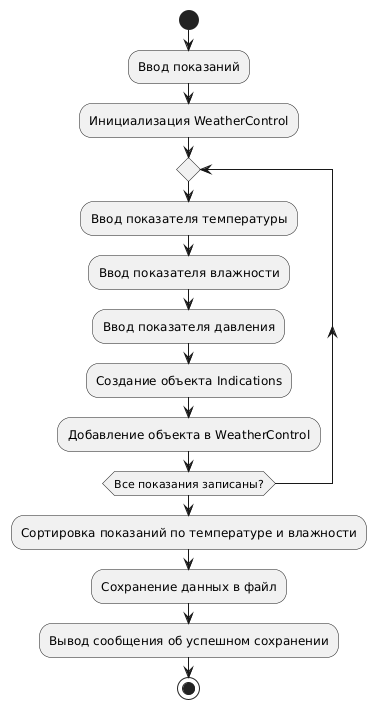 Ввод показаний
Инициализация WeatherControl
Ввод показателя температуры
Ввод показателя влажности
Ввод показателя давления
Создание объекта Indications
Добавление объекта в WeatherControl
Все показания записаны?
Сортировка показаний по температуре и влажности
Сохранение данных в файл
Вывод сообщения об успешном сохранении